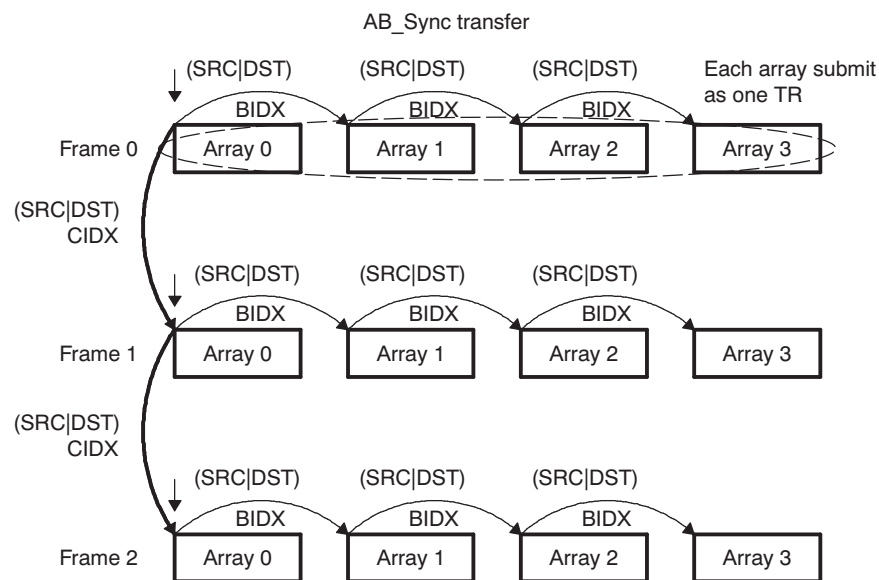 AB_Sync transfer
(SRC|DST) (SRC|DST) (SRC|DST) Each array submit
BIDX BIDX BIDX as one TR
Frame 0 Array 0 Array 1 Array 2 Array 3
(SRC|DST)
CIDX
(SRC|DST) (SRC|DST) (SRC|DST)
BIDX BIDX BIDX
Frame 1 Array 0 Array 1 Array 2 Array 3
(SRC|DST)
CIDX
(SRC|DST) (SRC|DST) (SRC|DST)
BIDX BIDX BIDX
Frame 2 Array 0 Array 1 Array 2 Array 3